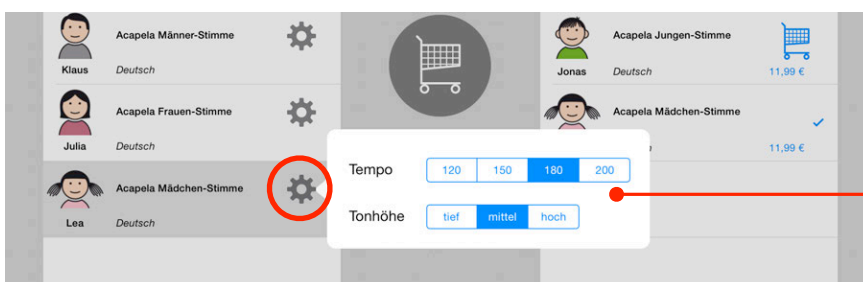 Acapela Männer-Stimme
Klaus
Deutsch
Acapela Frauen-Stimme
Julia
Deutsch
Acapela Mädchen-Stimme
Lea
Deutsch
Tempo
120 150 180 200
Tonhöhe
tief mittel hoch
Acapela Jungen-Stimme
Jonas
Deutsch
11,99 €
Acapela Mädchen-Stimme
11,99 €